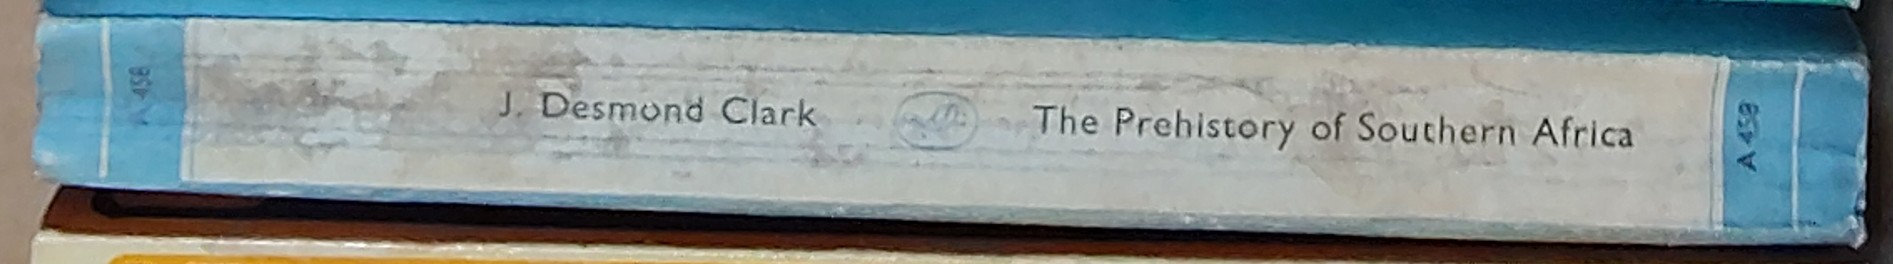 A 458
J. Desmond Clark
The Prehistory of Southern Africa
A 458